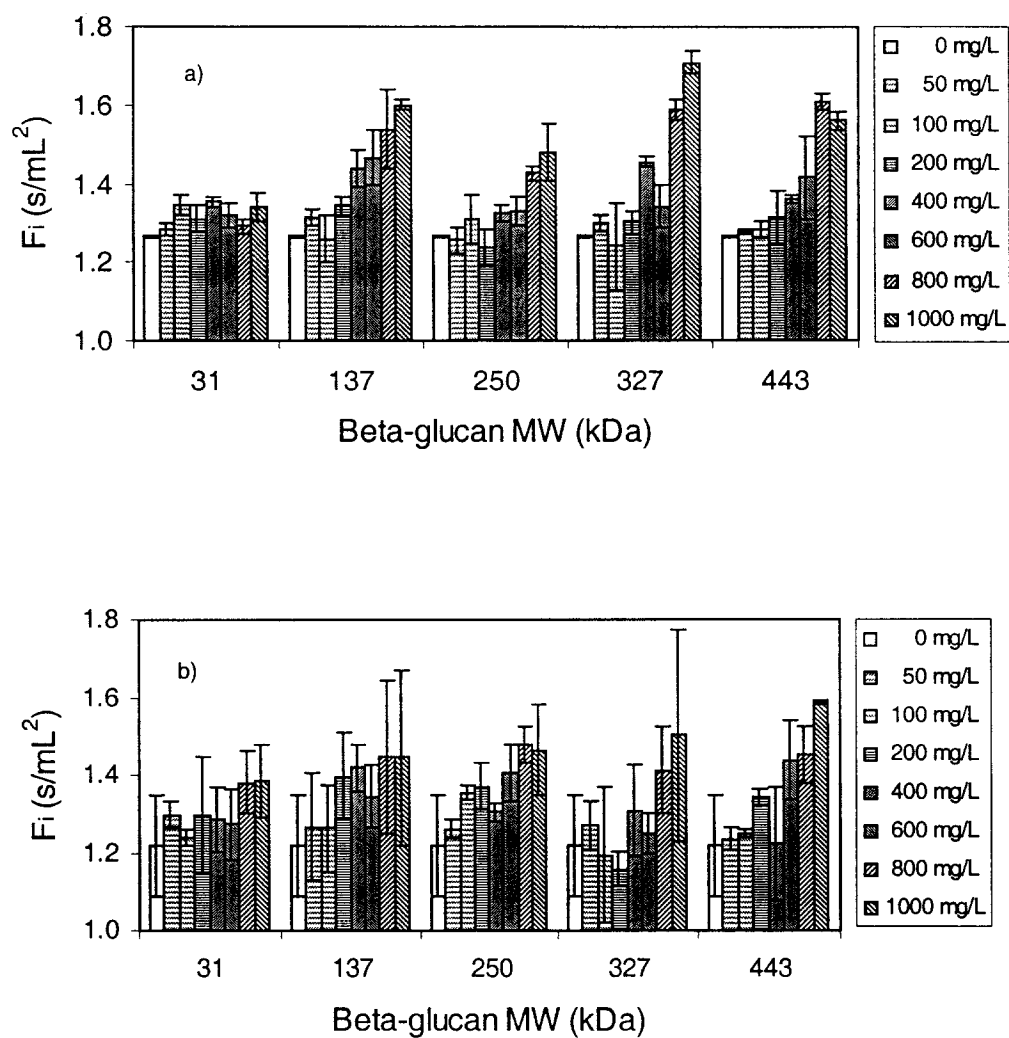 1.8
1.6
1.4
1.2
1.0
Fi (s/mL²)
a)
31 137 250 327 443
Beta-glucan MW (kDa)
0 mg/L
50 mg/L
100 mg/L
200 mg/L
400 mg/L
600 mg/L
800 mg/L
1000 mg/L
1.8
1.6
1.4
1.2
1.0
Fi (s/mL²)
b)
31 137 250 327 443
Beta-glucan MW (kDa)
0 mg/L
50 mg/L
100 mg/L
200 mg/L
400 mg/L
600 mg/L
800 mg/L
1000 mg/L